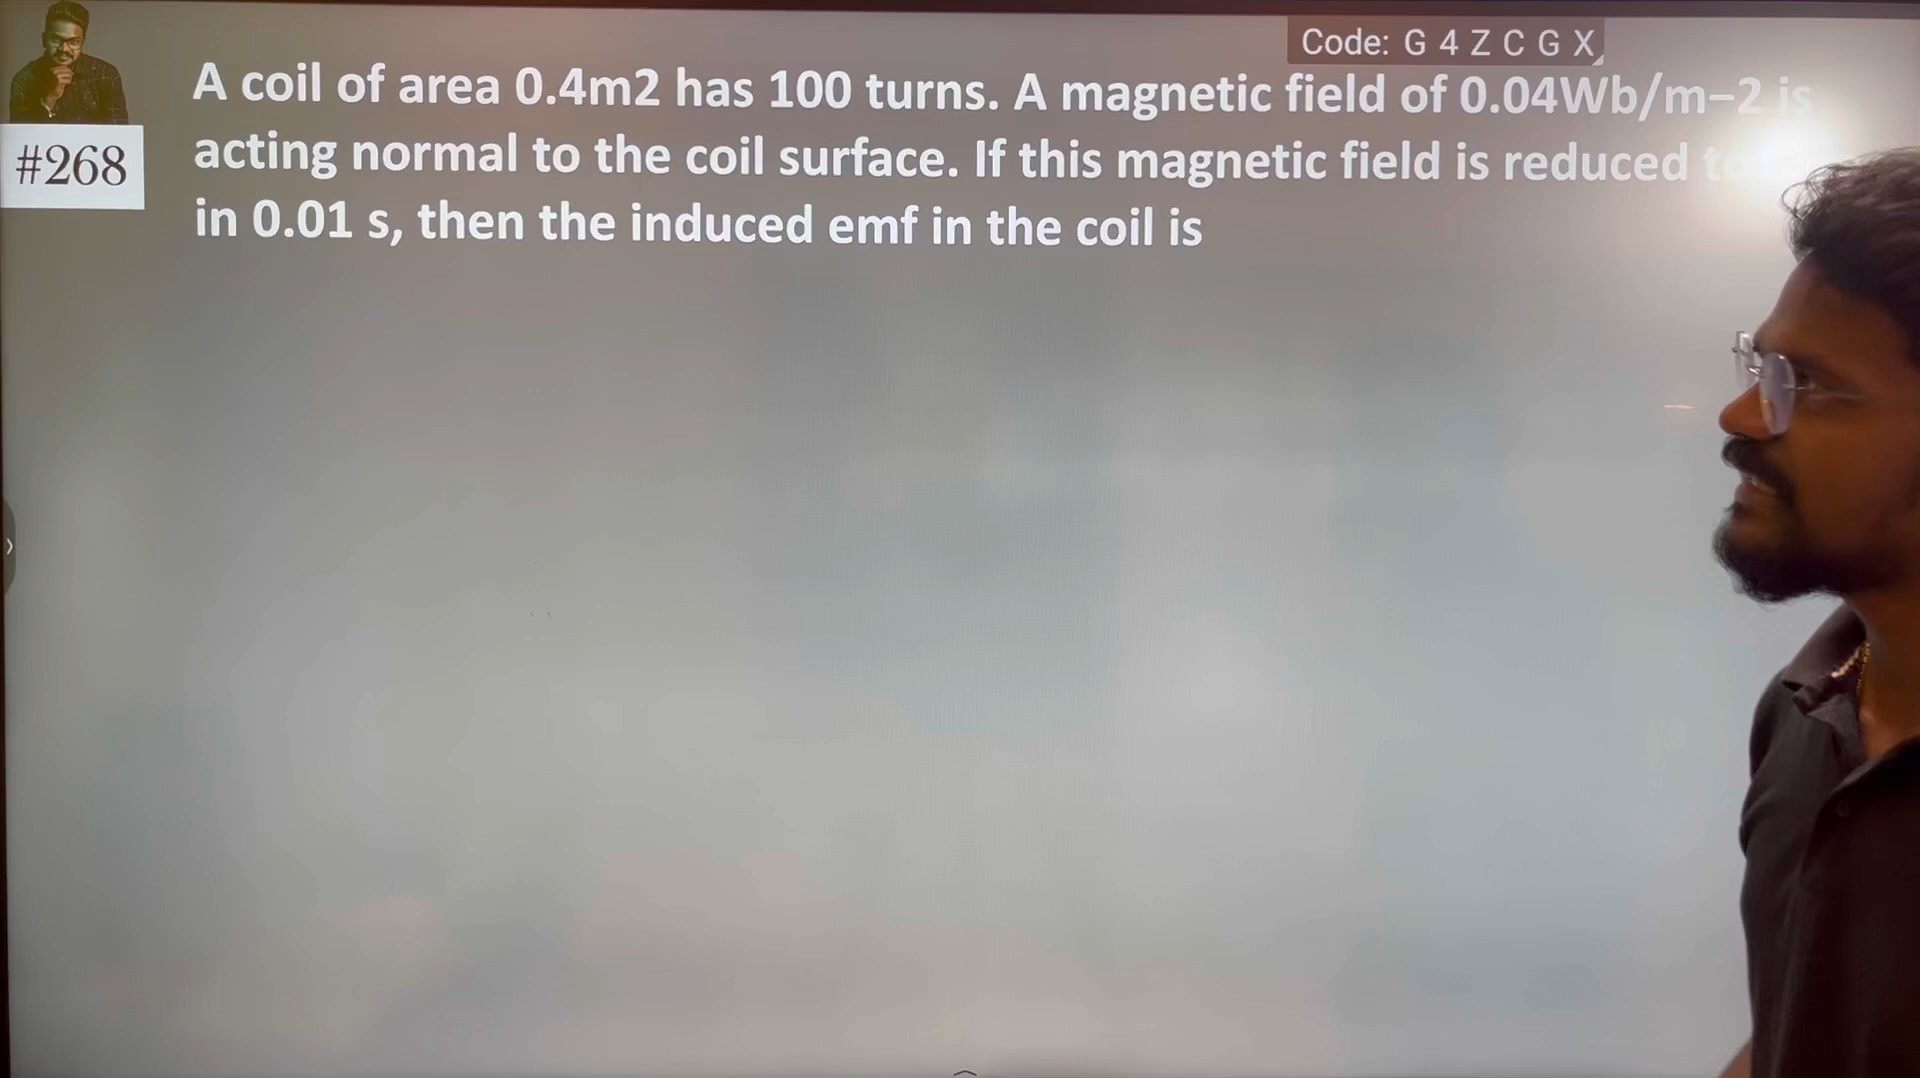 Code: G 4 Z C G X
A coil of area 0.4m2 has 100 turns. A magnetic field of 0.04Wb/m–2 is
#268
acting normal to the coil surface. If this magnetic field is reduced to
in 0.01 s, then the induced emf in the coil is